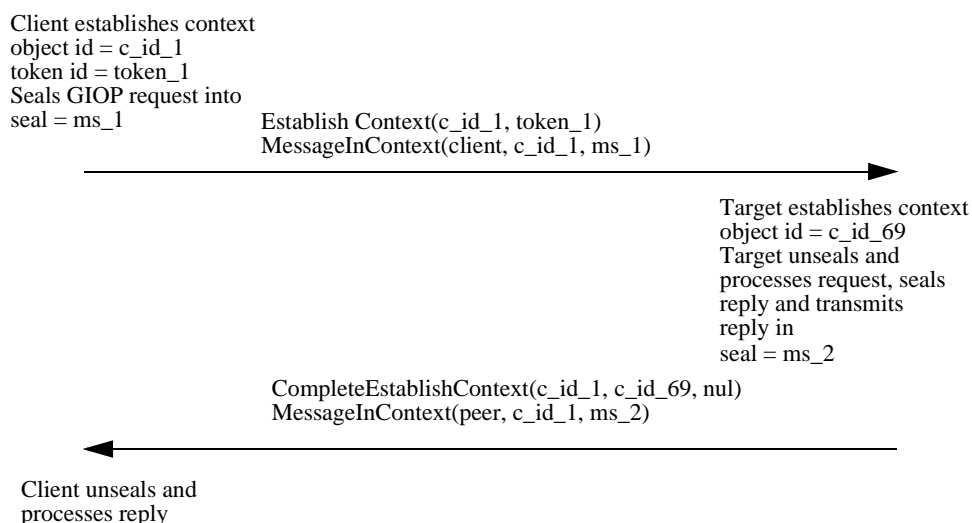 Client establishes context
object id = c_id_1
token id = token_1
Seals GIOP request into
seal = ms_1
Establish Context(c_id_1, token_1)
MessageInContext(client, c_id_1, ms_1)
Target establishes context
object id = c_id_69
Target unseals and
processes request, seals
reply and transmits
reply in
seal = ms_2
CompleteEstablishContext(c_id_1, c_id_69, nul)
MessageInContext(peer, c_id_1, ms_2)
Client unseals and
processes reply